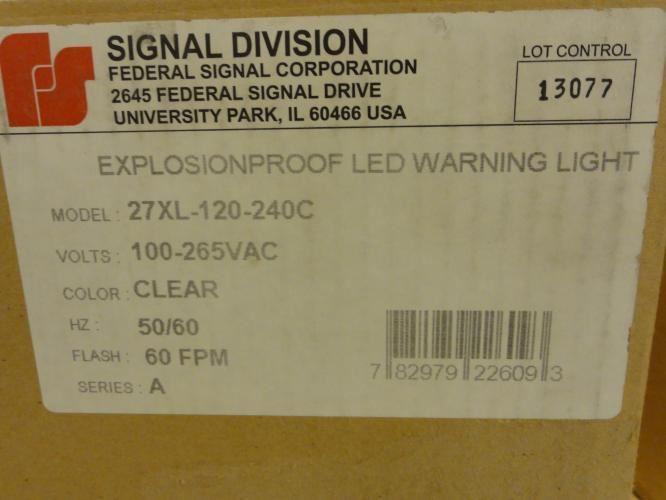 SIGNAL DIVISION
FEDERAL SIGNAL CORPORATION
2645 FEDERAL SIGNAL DRIVE
UNIVERSITY PARK, IL 60466 USA
LOT CONTROL
13077
EXPLOSIONPROOF LED WARNING LIGHT
MODEL : 27XL-120-240C
VOLTS : 100-265VAC
COLOR : CLEAR
HZ : 50/60
FLASH : 60 FPM
SERIES : A
7 82979 22609 3